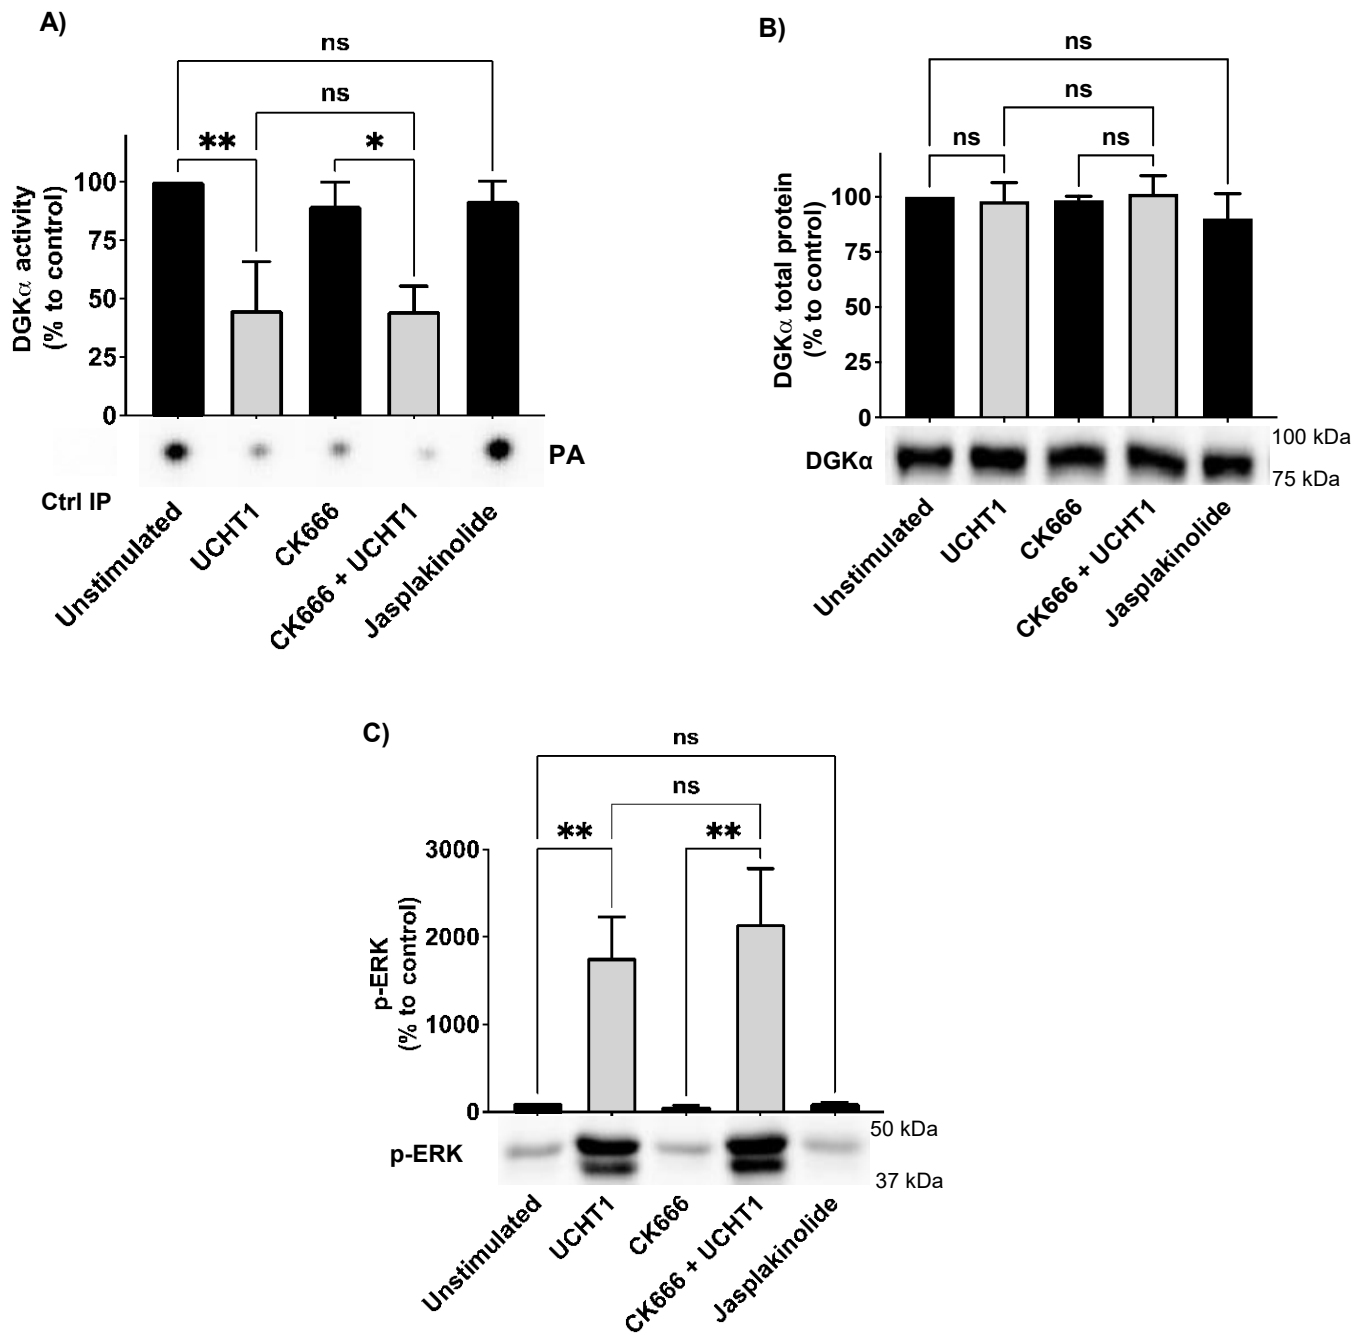 A)
ns
ns
** *
DGKα activity
(% to control)
100
75
50
25
0
PA
Ctrl IP
Unstimulated
UCHT1
CK666
CK666 + UCHT1
Jasplakinolide
B)
ns
ns
ns ns
DGKα total protein
(% to control)
100
75
50
25
0
100 kDa
DGKα
75 kDa
Unstimulated
UCHT1
CK666
CK666 + UCHT1
Jasplakinolide
C)
ns
ns
** **
p-ERK
(% to control)
3000
2000
1000
0
50 kDa
p-ERK
37 kDa
Unstimulated
UCHT1
CK666
CK666 + UCHT1
Jasplakinolide